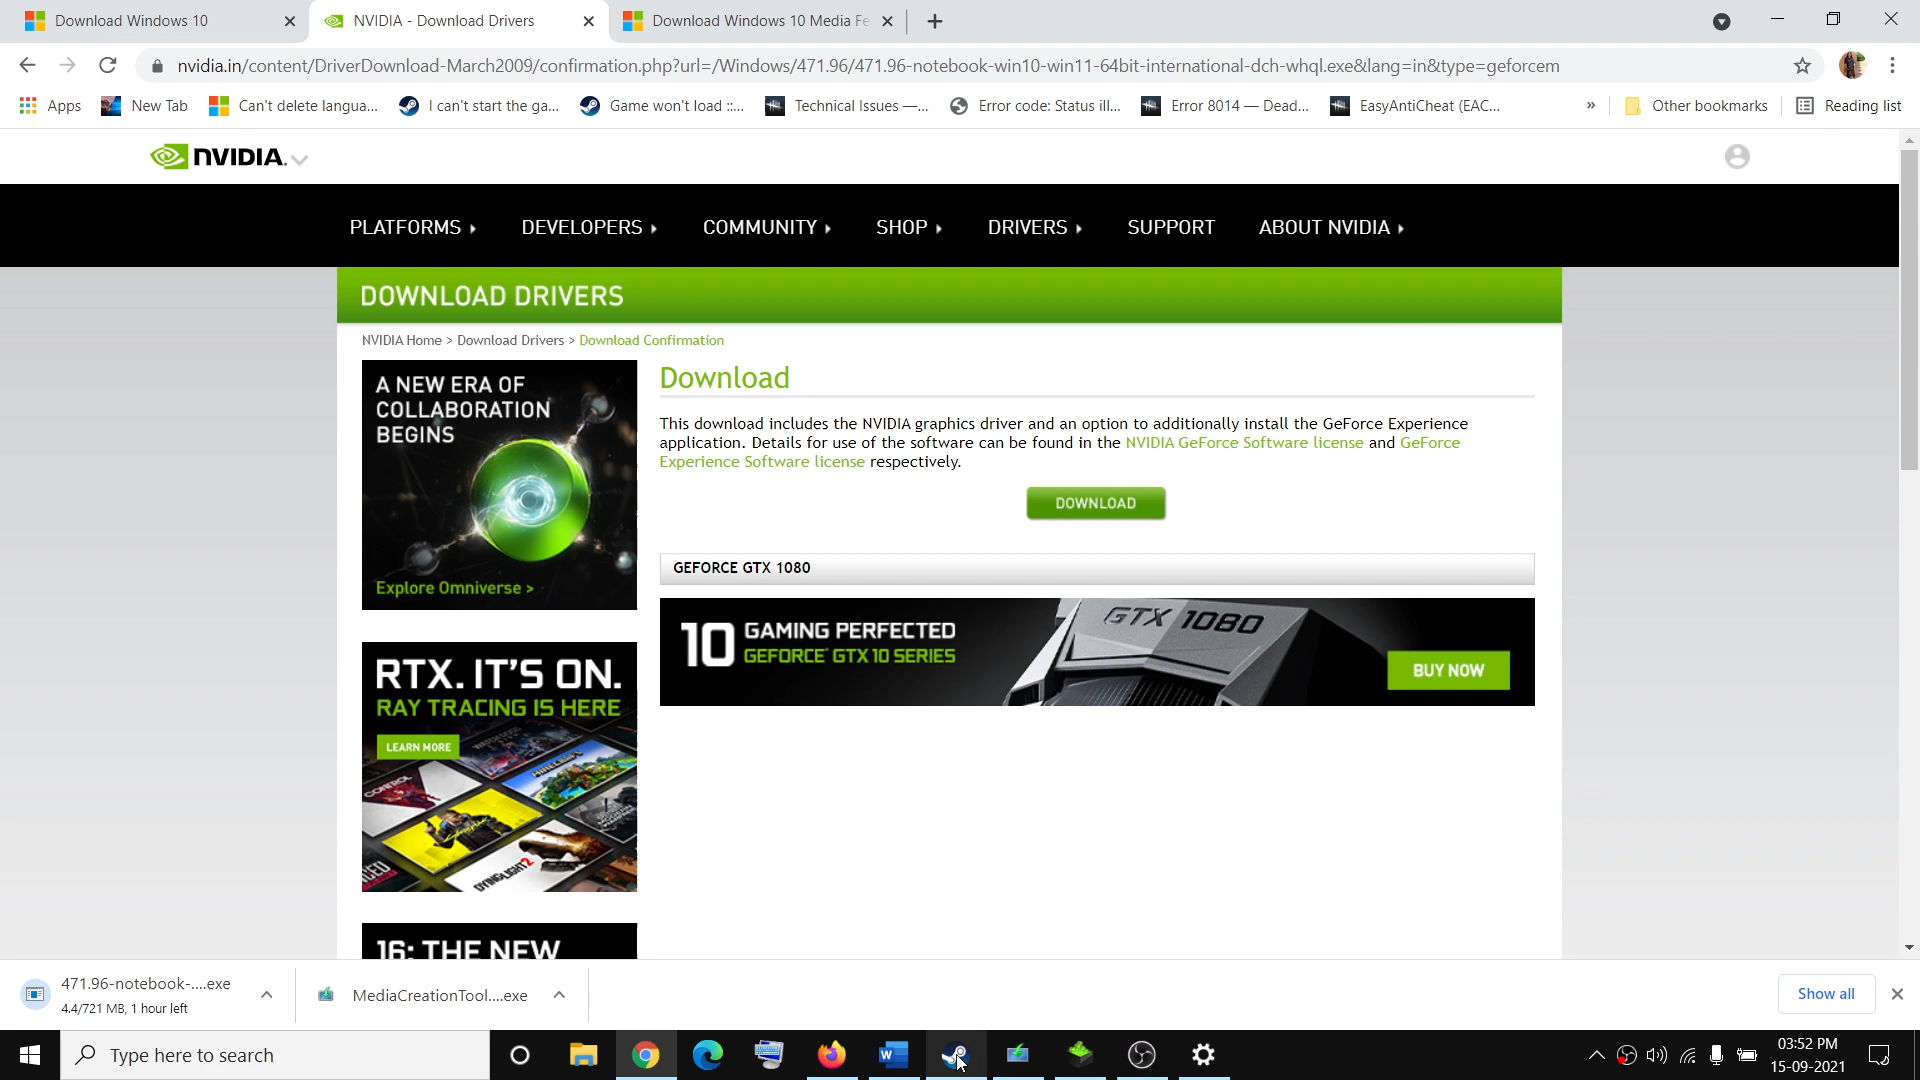 Download Windows 10
NVIDIA - Download Drivers
Download Windows 10 Media Fe
nvidia.in/content/DriverDownload-March2009/confirmation.php?url=/Windows/471.96/471.96-notebook-win10-win11-64bit-international-dch-whql.exe&lang=in&type=geforcem
Apps
New Tab
Can't delete langua...
I can't start the ga...
Game won't load ::...
Technical Issues —...
Error code: Status ill...
Error 8014 — Dead...
EasyAntiCheat (EAC...
»
Other bookmarks
Reading list
NVIDIA.
PLATFORMS
DEVELOPERS
COMMUNITY
SHOP
DRIVERS
SUPPORT
ABOUT NVIDIA
DOWNLOAD DRIVERS
NVIDIA Home > Download Drivers > Download Confirmation
A NEW ERA OF
COLLABORATION
BEGINS
Explore Omniverse >
Download
This download includes the NVIDIA graphics driver and an option to additionally install the GeForce Experience
application. Details for use of the software can be found in the NVIDIA GeForce Software license and GeForce
Experience Software license respectively.
DOWNLOAD
GEFORCE GTX 1080
10 GAMING PERFECTED
GEFORCE® GTX 10 SERIES
GTX 1080
BUY NOW
RTX. IT'S ON.
RAY TRACING IS HERE
LEARN MORE
CONTROL
MINECRAFT
DYING LIGHT 2
16: THE NEW
471.96-notebook-....exe
4.4/721 MB, 1 hour left
MediaCreationTool....exe
Show all
Type here to search
03:52 PM
15-09-2021